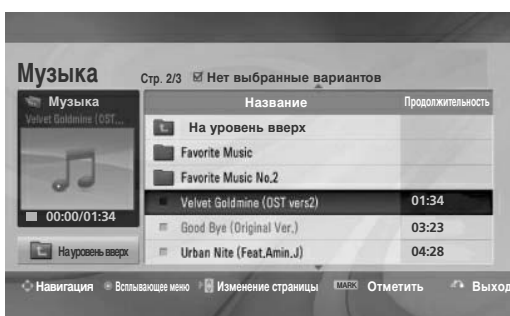 Музыка
Стр. 2/3 Нет выбранные вариантов
Музыка
Velvet Goldmine (OST...
00:00/01:34
На уровень вверх
Название Продолжительность
На уровень вверх
Favorite Music
Favorite Music No.2
Velvet Goldmine (OST vers2) 01:34
Good Bye (Original Ver.) 03:23
Urban Nite (Feat.Amin.J) 04:28
Навигация Всплывающее меню Изменение страницы MARK Отметить Выход